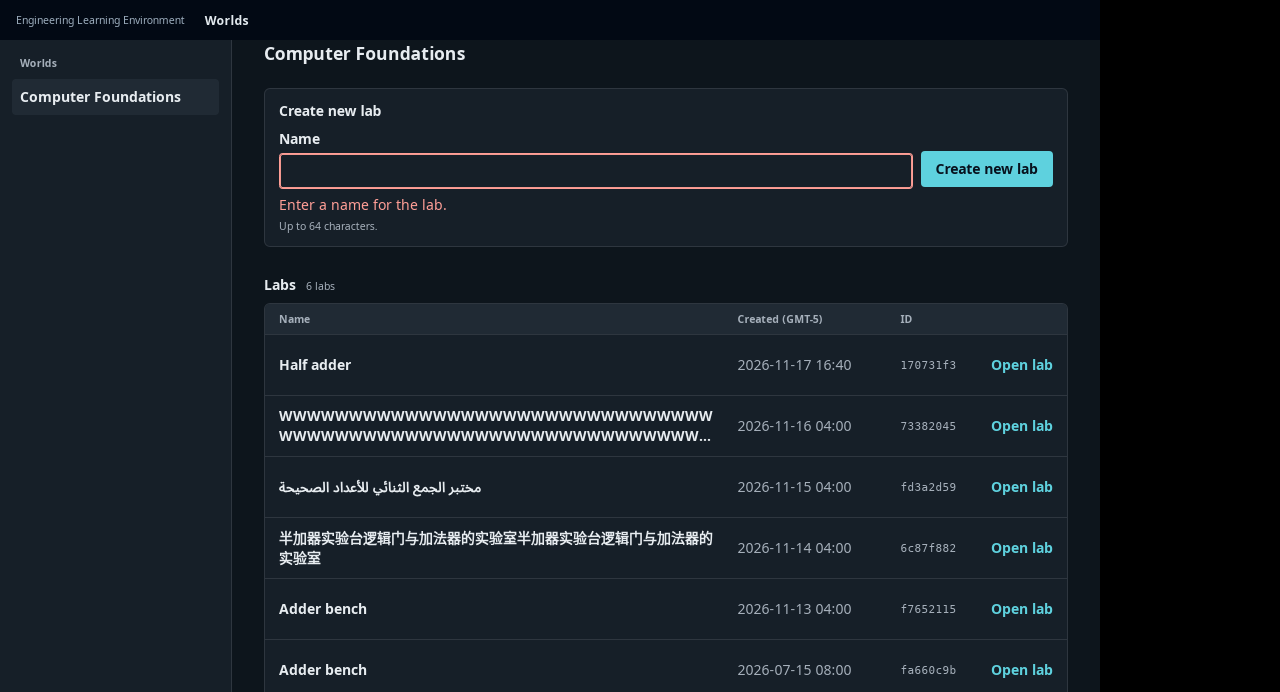 Engineering Learning Environment Worlds
Worlds
Computer Foundations
Computer Foundations
Create new lab
Name
Create new lab
Enter a name for the lab.
Up to 64 characters.
Labs 6 labs
Name Created (GMT-5) ID
Half adder 2026-11-17 16:40 170731f3 Open lab
WWWWWWWWWWWWWWWWWWWWWWWWWWWWWWW
WWWWWWWWWWWWWWWWWWWWWWWWWWWWWW... 2026-11-16 04:00 73382045 Open lab
مختبر الجمع الثنائي للأعداد الصحيحة 2026-11-15 04:00 fd3a2d59 Open lab
半加器实验台逻辑门与加法器的实验室半加器实验台逻辑门与加法器的
实验室 2026-11-14 04:00 6c87f882 Open lab
Adder bench 2026-11-13 04:00 f7652115 Open lab
Adder bench 2026-07-15 08:00 fa660c9b Open lab